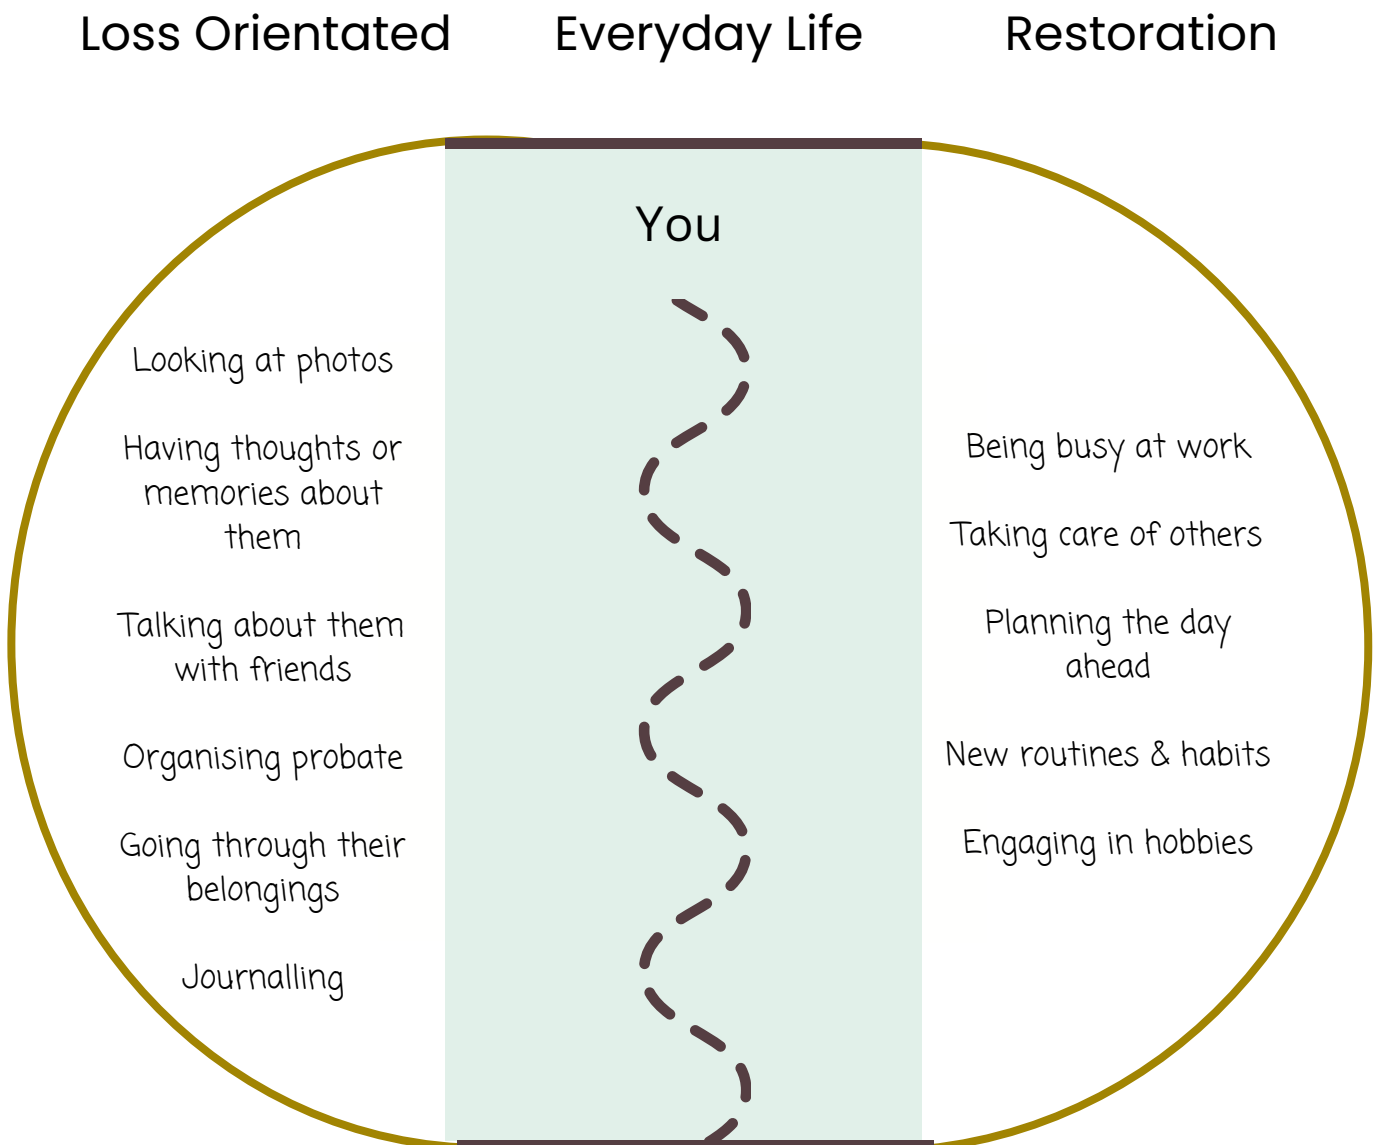 Loss Orientated
Everyday Life
Restoration
You
Looking at photos
Having thoughts or
memories about
them
Talking about them
with friends
Organising probate
Going through their
belongings
Journalling
Being busy at work
Taking care of others
Planning the day
ahead
New routines & habits
Engaging in hobbies